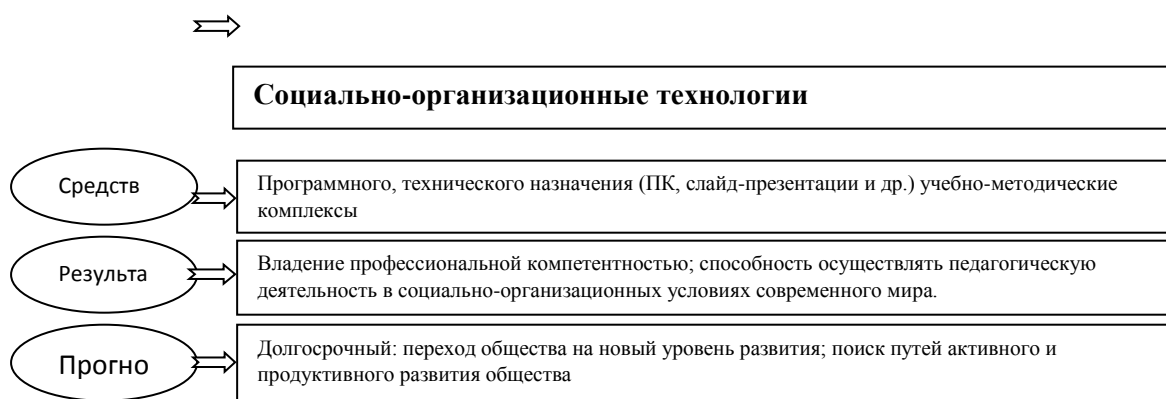 Социально-организационные технологии
Средств
Программного, технического назначения (ПК, слайд-презентации и др.) учебно-методические
комплексы
Результа
Владение профессиональной компетентностью; способность осуществлять педагогическую
деятельность в социально-организационных условиях современного мира.
Прогно
Долгосрочный: переход общества на новый уровень развития; поиск путей активного и
продуктивного развития общества